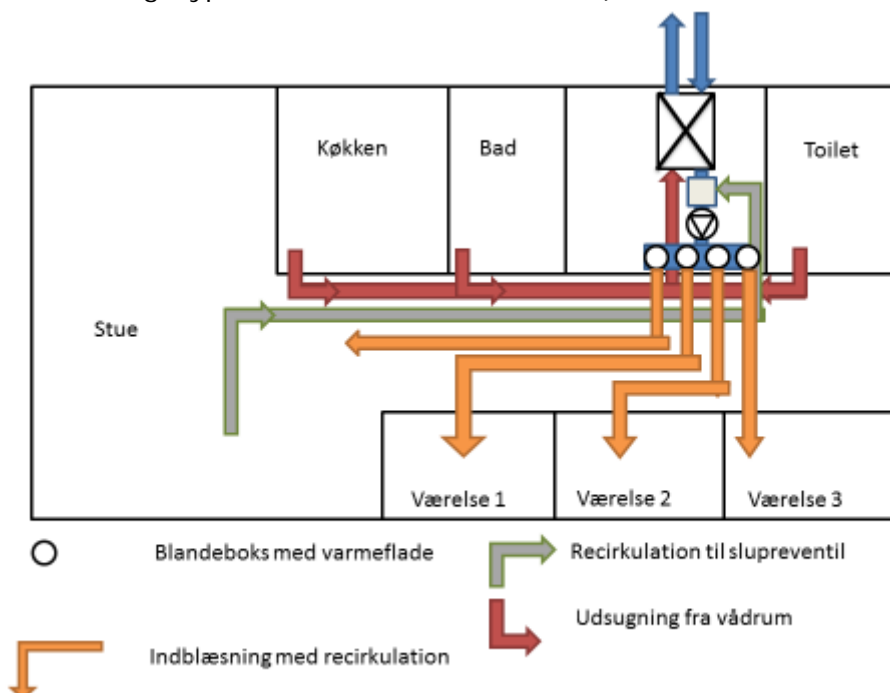 Køkken
Bad
Toilet
Stue
Værelse 1
Værelse 2
Værelse 3
Blandeboks med varmeflade
Recirkulation til slupreventil
Udsugning fra vådrum
Indblæsning med recirkulation